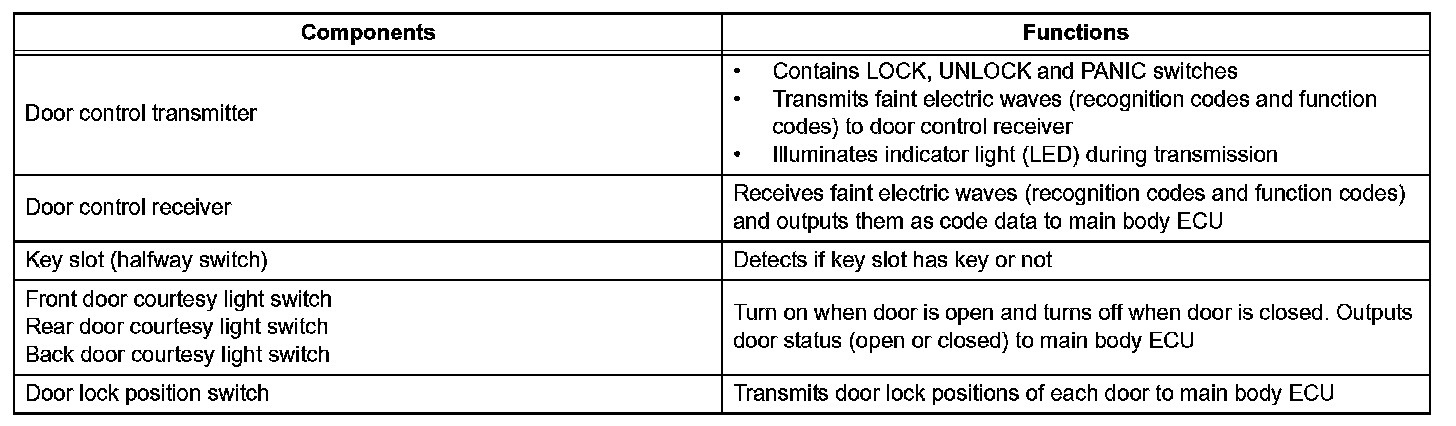 Components
Functions
Door control transmitter
• Contains LOCK, UNLOCK and PANIC switches
• Transmits faint electric waves (recognition codes and function
codes) to door control receiver
• Illuminates indicator light (LED) during transmission
Door control receiver
Receives faint electric waves (recognition codes and function codes)
and outputs them as code data to main body ECU
Key slot (halfway switch)
Detects if key slot has key or not
Front door courtesy light switch
Rear door courtesy light switch
Back door courtesy light switch
Turn on when door is open and turns off when door is closed. Outputs
door status (open or closed) to main body ECU
Door lock position switch
Transmits door lock positions of each door to main body ECU